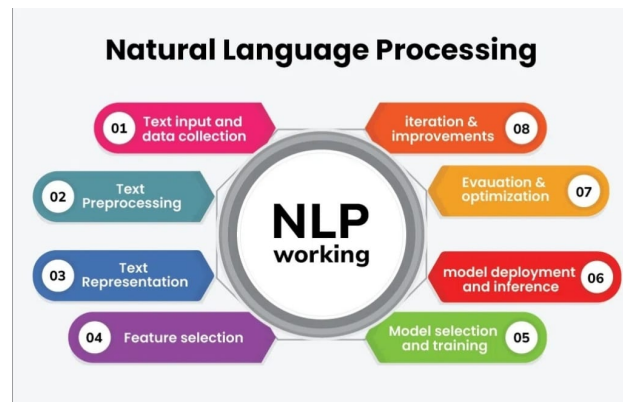 Natural Language Processing
01
Text input and
data collection
02
Text
Preprocessing
03
Text
Representation
04
Feature selection
NLP
working
iteration &
improvements
08
Evauation &
optimization
07
model deployment
and inference
06
Model selection
and training
05